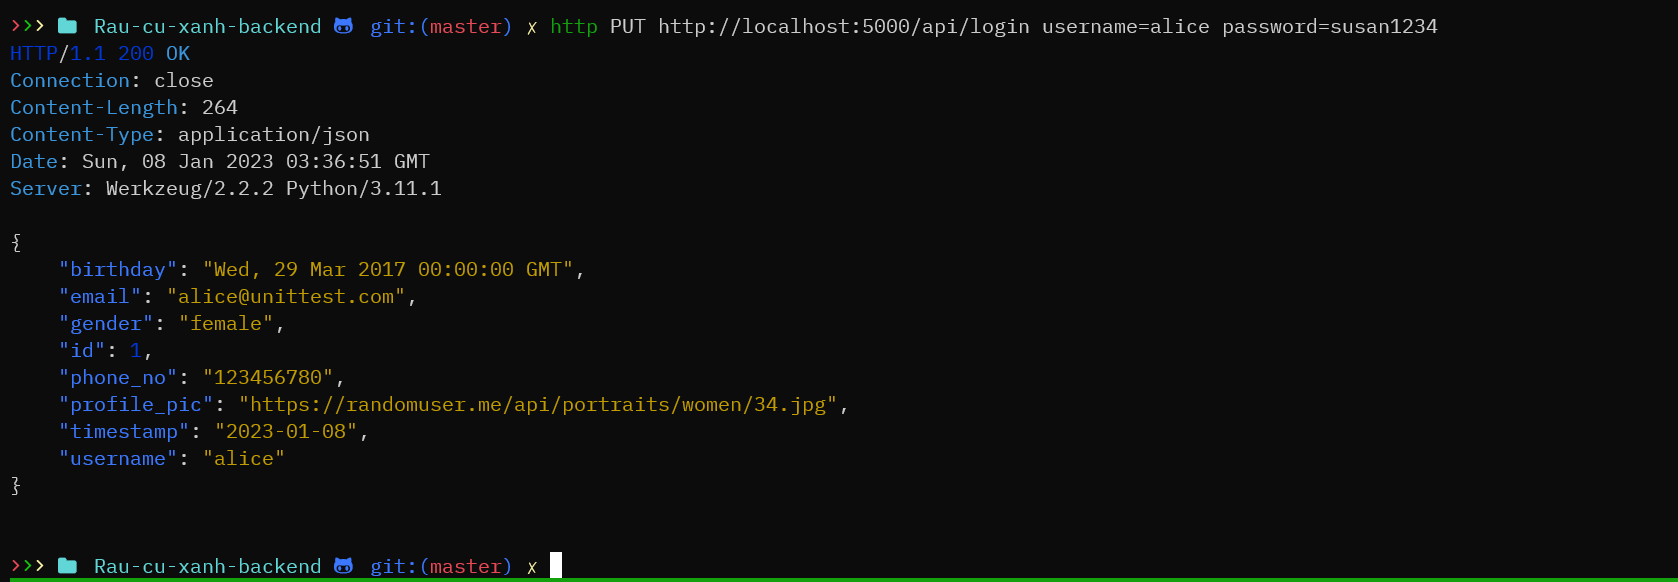 >>> Rau-cu-xanh-backend git:(master) ✗ http PUT http://localhost:5000/api/login username=alice password=susan1234
HTTP/1.1 200 OK
Connection: close
Content-Length: 264
Content-Type: application/json
Date: Sun, 08 Jan 2023 03:36:51 GMT
Server: Werkzeug/2.2.2 Python/3.11.1

{
    "birthday": "Wed, 29 Mar 2017 00:00:00 GMT",
    "email": "alice@unittest.com",
    "gender": "female",
    "id": 1,
    "phone_no": "123456780",
    "profile_pic": "https://randomuser.me/api/portraits/women/34.jpg",
    "timestamp": "2023-01-08",
    "username": "alice"
}

>>> Rau-cu-xanh-backend git:(master) ✗